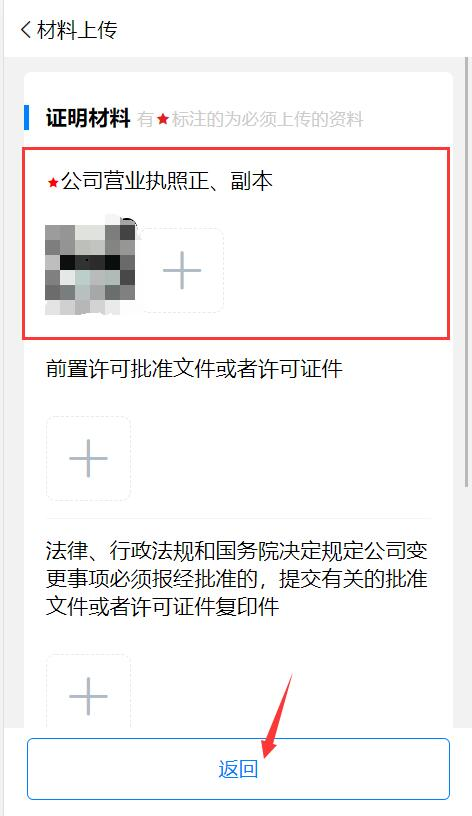 材料上传
证明材料 有★标注的为必须上传的资料
★公司营业执照正、副本
前置许可批准文件或者许可证件
法律、行政法规和国务院决定规定公司变
更事项必须报经批准的，提交有关的批准
文件或者许可证件复印件
返回